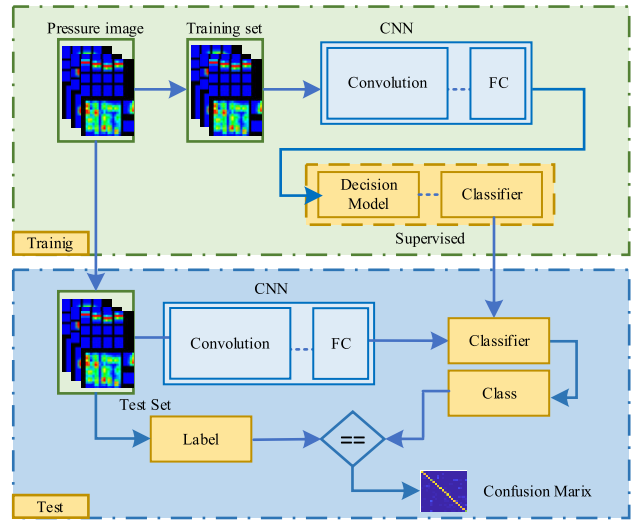 Pressure image
Training set
CNN
Convolution
FC
Decision
Model
Classifier
Supervised
Trainig
CNN
Convolution
FC
Classifier
Class
Test Set
Label
==
Confusion Marix
Test